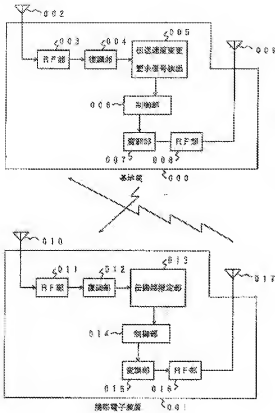 002
003
004
005
009
RF部
復調部
伝送速度変更
要求信号検出
006
制御部
変調部
RF部
007
008
基地局
000
010
011
012
013
017
RF部
復調部
伝搬路推定部
014
制御部
変調部
RF部
015
016
携帯電子装置
001